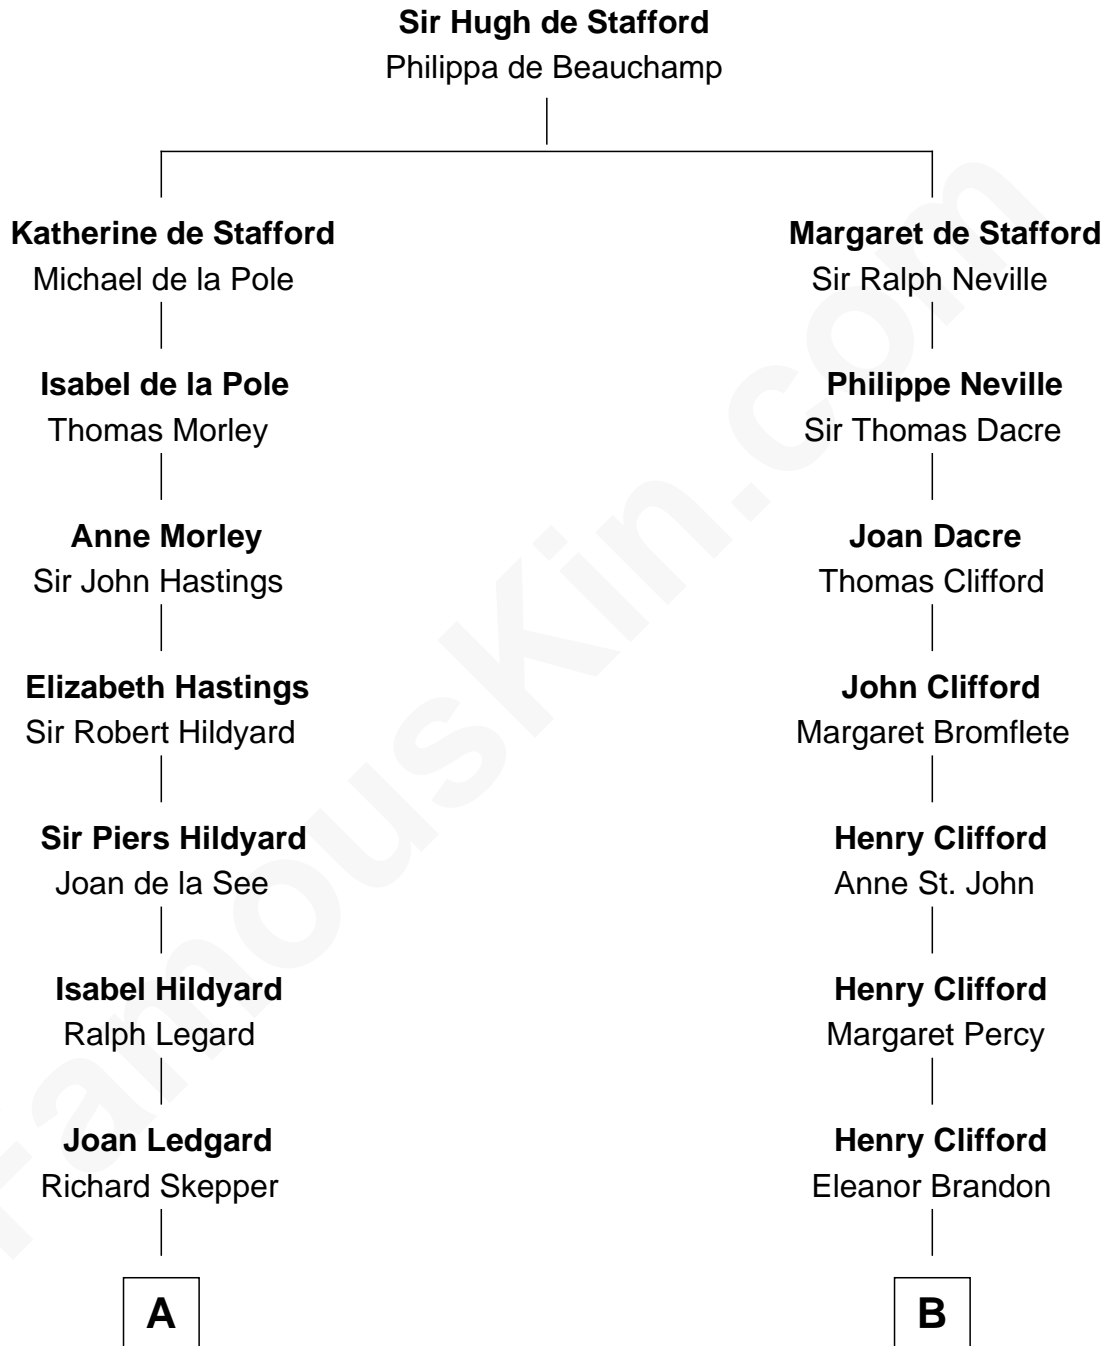 Sir Hugh de Stafford
Philippa de Beauchamp
Katherine de Stafford
Michael de la Pole
Margaret de Stafford
Sir Ralph Neville
Isabel de la Pole
Thomas Morley
Philippe Neville
Sir Thomas Dacre
Anne Morley
Sir John Hastings
Joan Dacre
Thomas Clifford
Elizabeth Hastings
Sir Robert Hildyard
John Clifford
Margaret Bromflete
Sir Piers Hildyard
Joan de la See
Henry Clifford
Anne St. John
Isabel Hildyard
Ralph Legard
Henry Clifford
Margaret Percy
Joan Ledgard
Richard Skepper
Henry Clifford
Eleanor Brandon
A
B
FamousKin.com